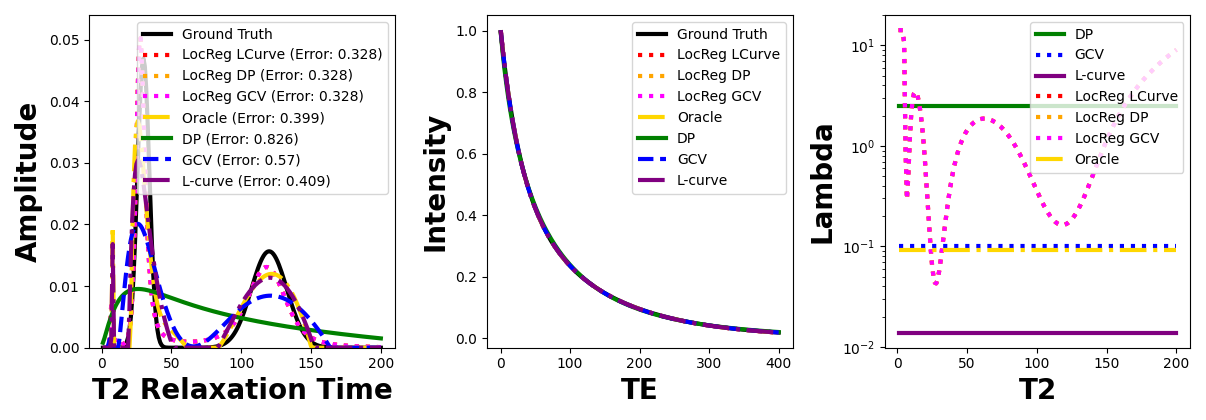 Amplitude
0.05
0.04
0.03
0.02
0.01
0.00
Ground Truth
LocReg LCurve (Error: 0.328)
LocReg DP (Error: 0.328)
LocReg GCV (Error: 0.328)
Oracle (Error: 0.399)
DP (Error: 0.826)
GCV (Error: 0.57)
L-curve (Error: 0.409)
0 50 100 150 200
T2 Relaxation Time
Intensity
1.0
0.8
0.6
0.4
0.2
0.0
Ground Truth
LocReg LCurve
LocReg DP
LocReg GCV
Oracle
DP
GCV
L-curve
0 100 200 300 400
TE
Lambda
10¹
10⁰
10⁻¹
10⁻²
DP
GCV
L-curve
LocReg LCurve
LocReg DP
LocReg GCV
Oracle
0 50 100 150 200
T2